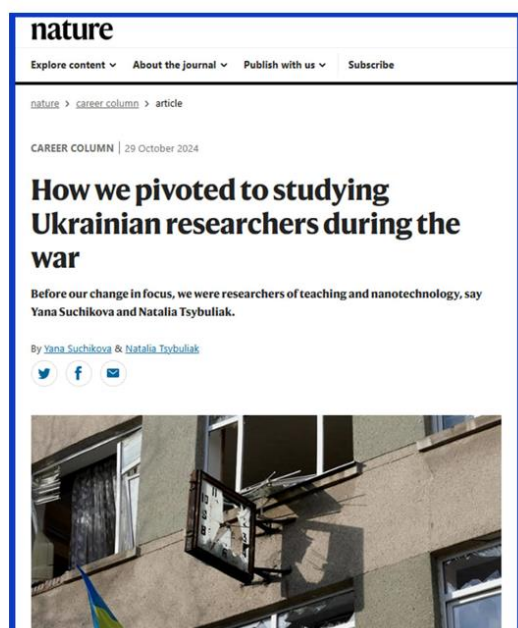 nature
Explore content About the journal Publish with us Subscribe
nature > career column > article
CAREER COLUMN | 29 October 2024
How we pivoted to studying
Ukrainian researchers during the
war
Before our change in focus, we were researchers of teaching and nanotechnology, say
Yana Suchikova and Natalia Tsybuliak.
By Yana Suchikova & Natalia Tsybuliak